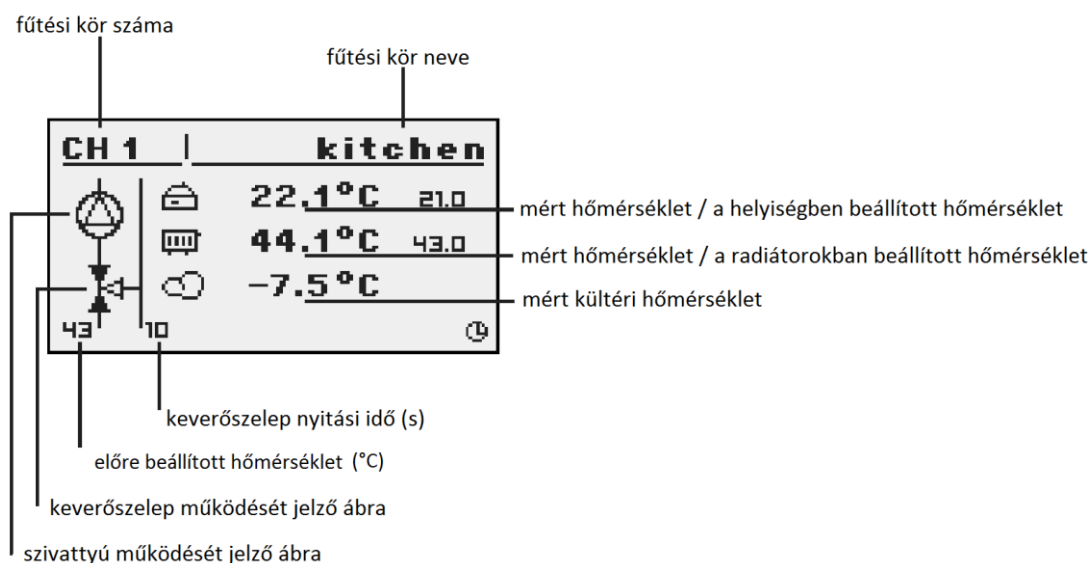 fűtési kör száma
fűtési kör neve
CH 1 kitchen
22.1°C 21.0
mért hőmérséklet / a helyiségben beállított hőmérséklet
44.1°C 43.0
mért hőmérséklet / a radiátorokban beállított hőmérséklet
-7.5°C
mért kültéri hőmérséklet
43 10
keverőszelep nyitási idő (s)
előre beállított hőmérséklet (°C)
keverőszelep működését jelző ábra
szivattyú működését jelző ábra